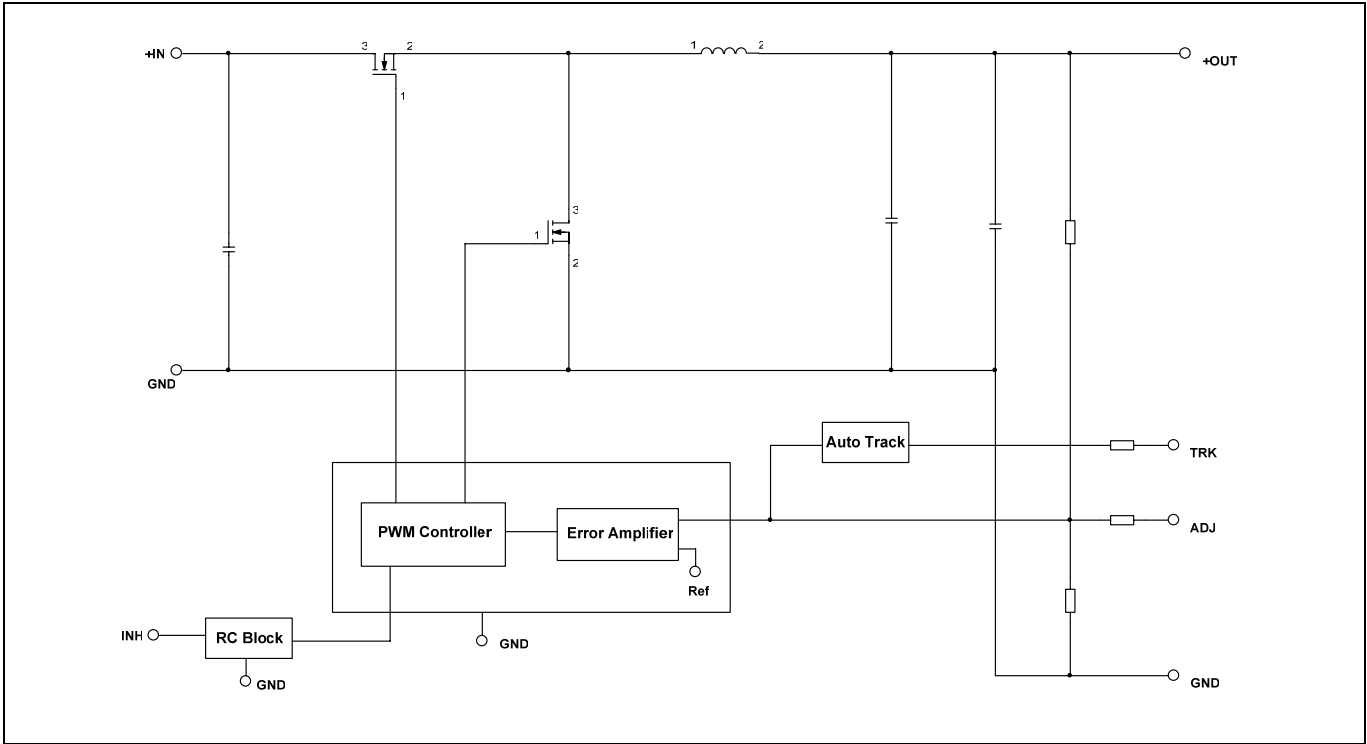 +IN
3
2
1
2
+OUT
1
3
1
2
GND
Auto Track
TRK
PWM Controller
Error Amplifier
ADJ
Ref
INH
RC Block
GND
GND
GND